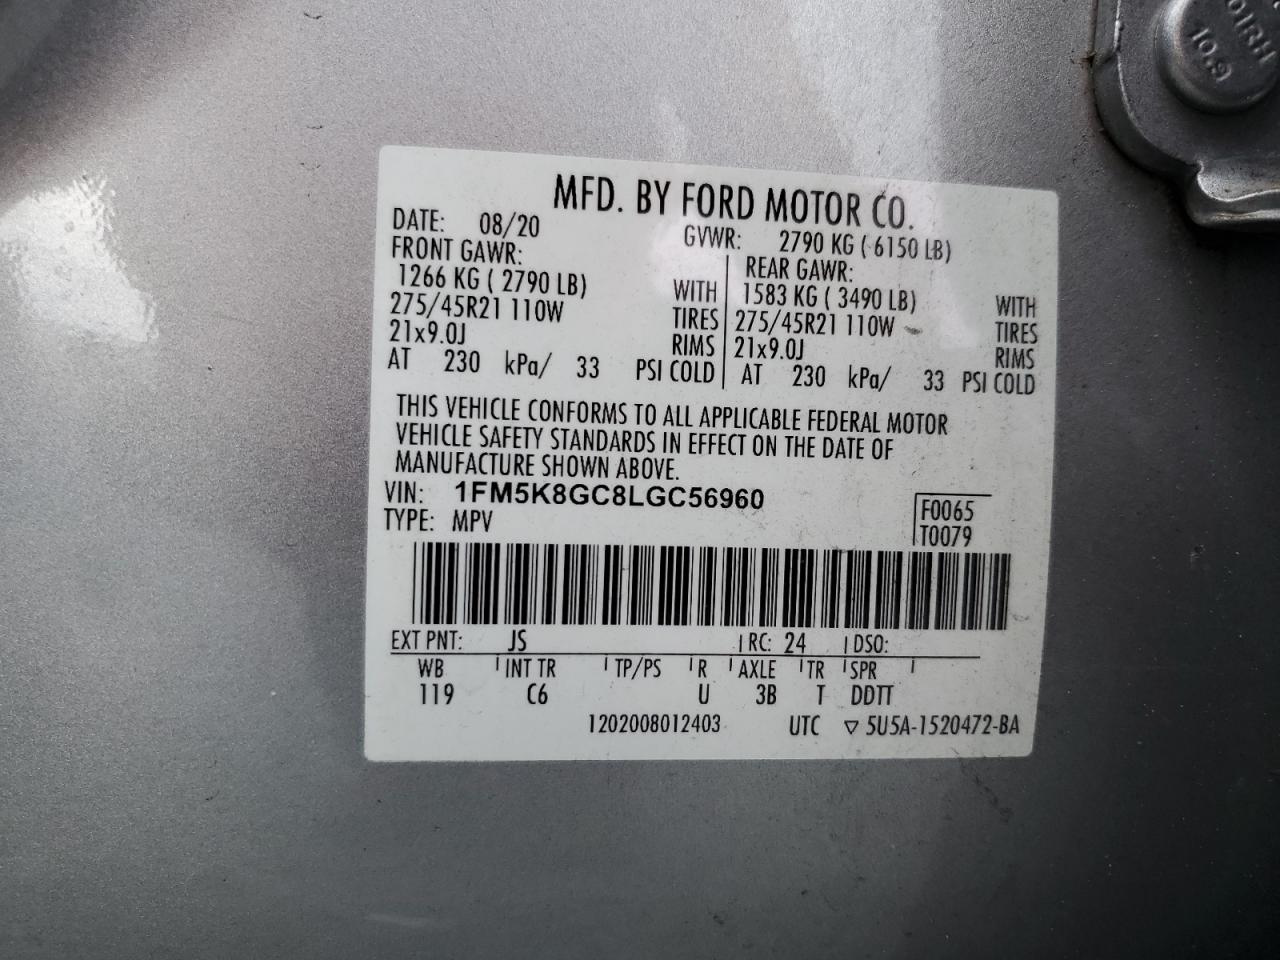 01RH
10.9
MFD. BY FORD MOTOR CO.
DATE: 08/20 GVWR: 2790 KG ( 6150 LB)
FRONT GAWR: REAR GAWR:
1266 KG ( 2790 LB) WITH 1583 KG ( 3490 LB) WITH
275/45R21 110W TIRES 275/45R21 110W TIRES
21x9.0J RIMS 21x9.0J RIMS
AT 230 kPa/ 33 PSI COLD AT 230 kPa/ 33 PSI COLD
THIS VEHICLE CONFORMS TO ALL APPLICABLE FEDERAL MOTOR
VEHICLE SAFETY STANDARDS IN EFFECT ON THE DATE OF
MANUFACTURE SHOWN ABOVE.
VIN: 1FM5K8GC8LGC56960
F0065
TYPE: MPV T0079
EXT PNT: JS RC: 24 DSO:
WB INT TR TP/PS R AXLE TR SPR
119 C6 U 3B T DDTT
1202008012403 UTC ▽ 5U5A-1520472-BA